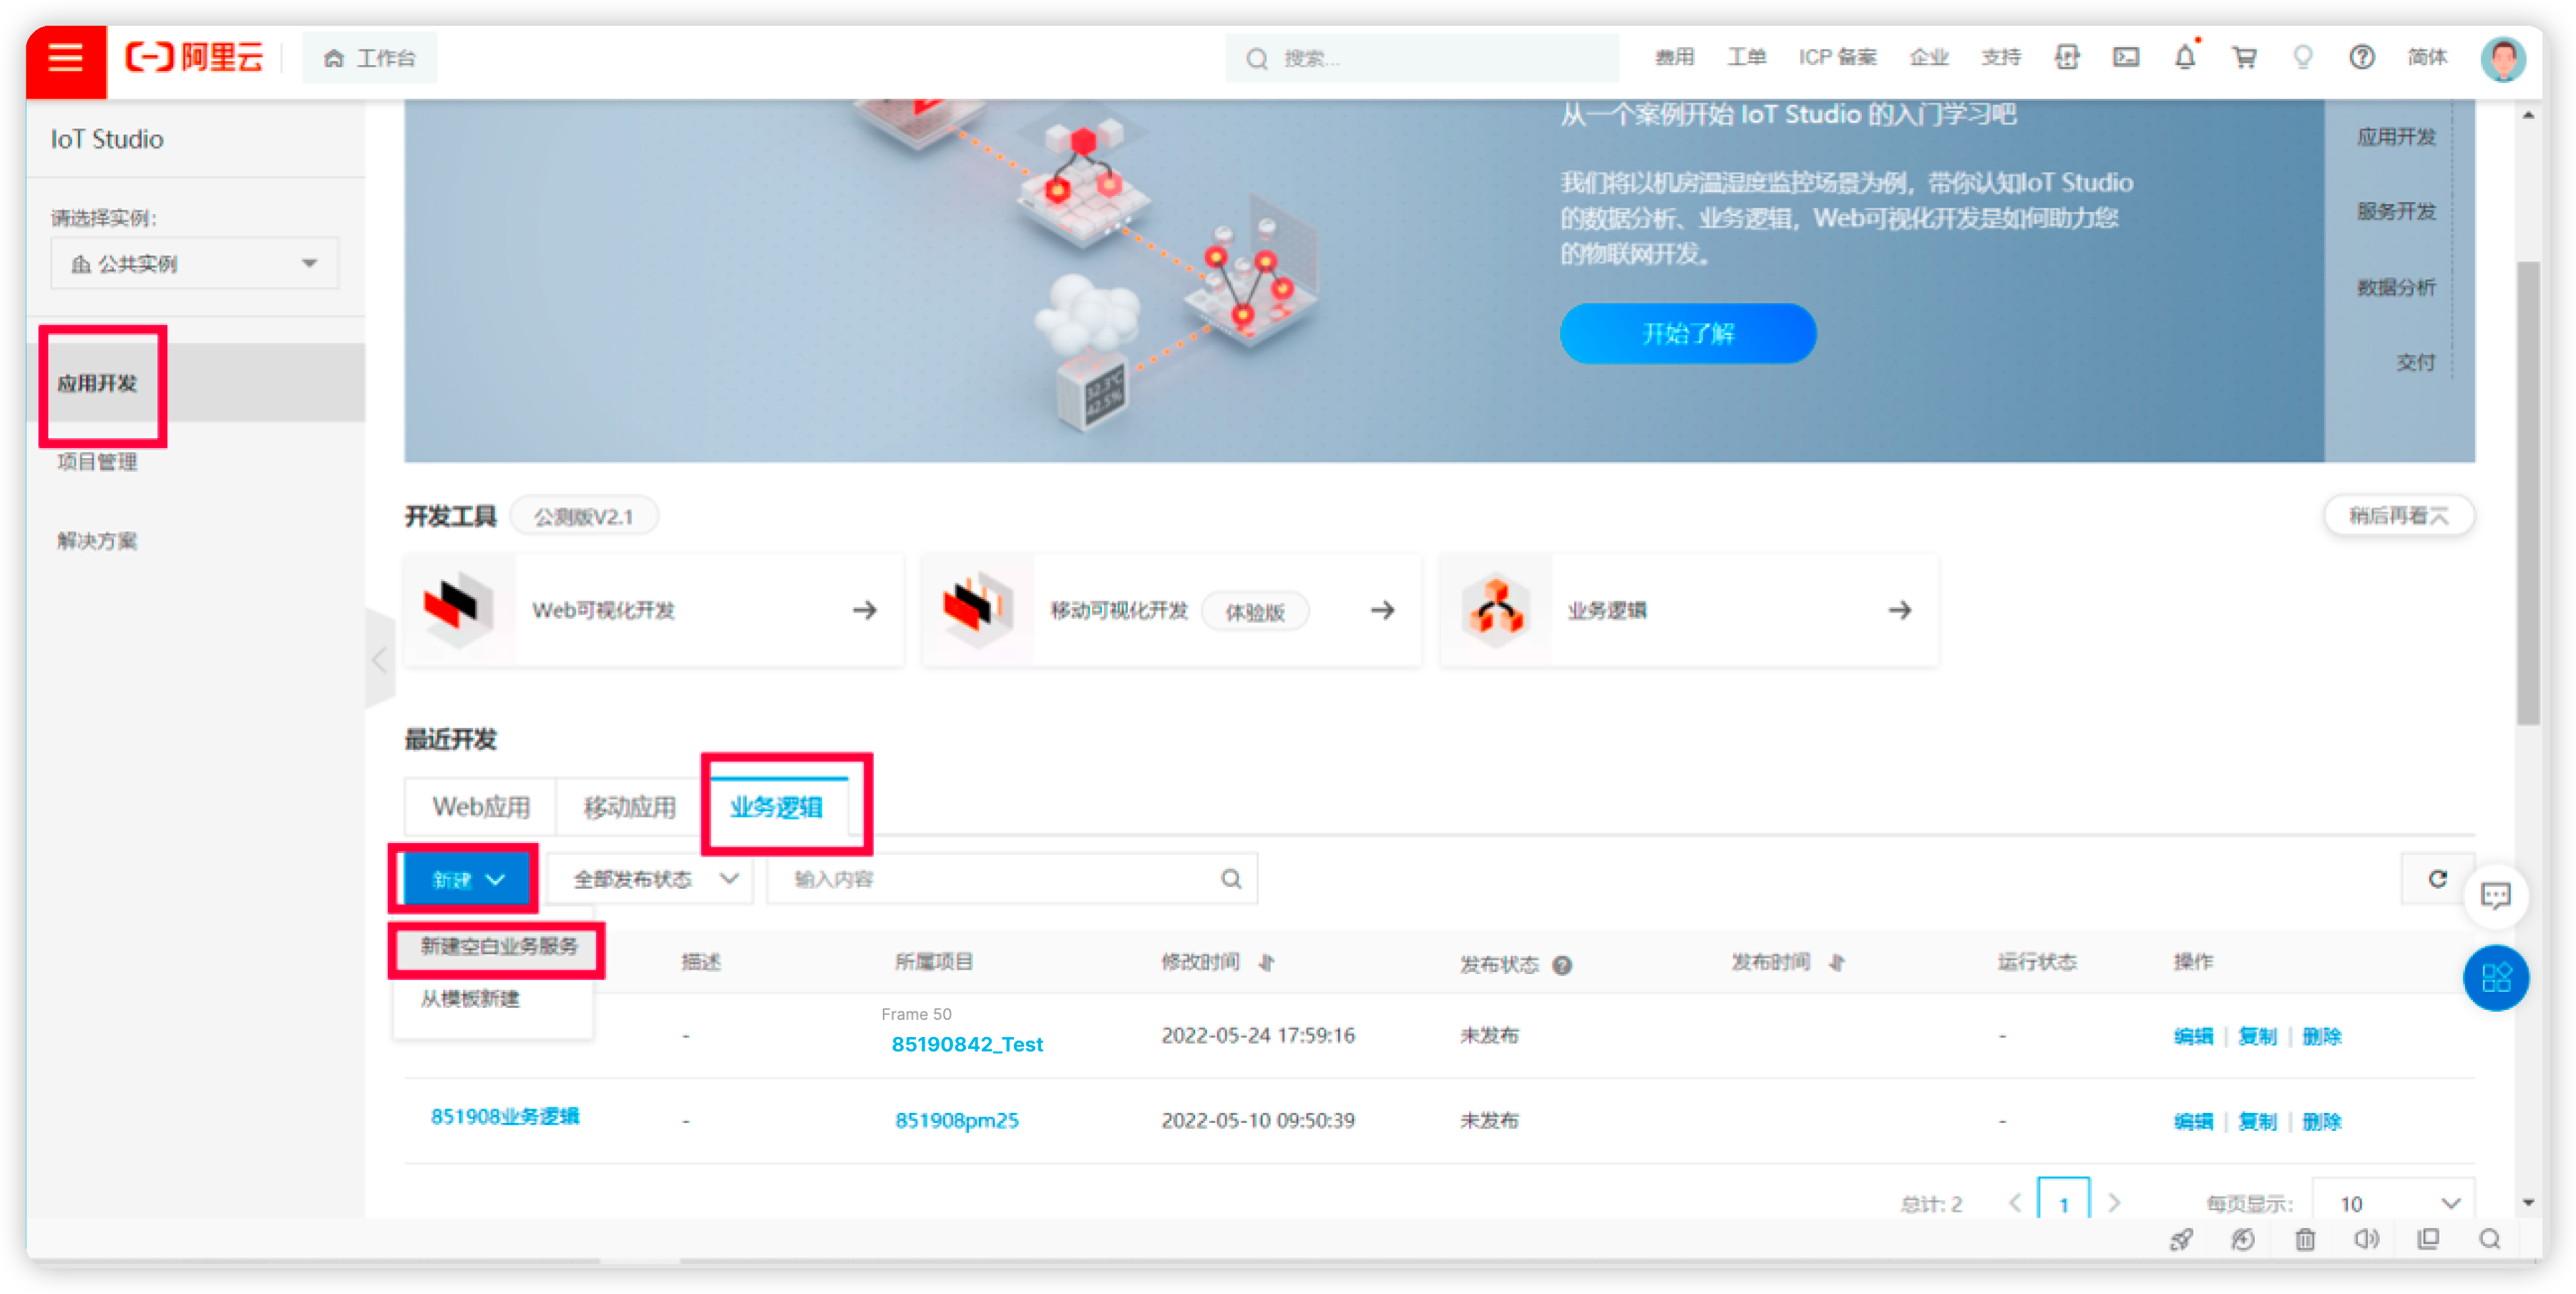 阿里云
工作台
搜索...
费用 工单 ICP 备案 企业 支持 简体
IoT Studio
请选择实例：
公共实例
应用开发
项目管理
解决方案
从一个案例开始 IoT Studio 的入门学习吧
我们将以机房温湿度监控场景为例，带你认知IoT Studio
的数据分析、业务逻辑，Web可视化开发是如何助力您
的物联网开发。
开始了解
32.3℃
42.5%
应用开发
服务开发
数据分析
交付
开发工具 公测版V2.1
稍后再看
Web可视化开发
移动可视化开发 体验版
业务逻辑
最近开发
Web应用 移动应用 业务逻辑
新建 全部发布状态 输入内容
新建空白业务服务
从模板新建
描述 所属项目 修改时间 发布状态 发布时间 运行状态 操作
Frame 50
- 85190842_Test 2022-05-24 17:59:16 未发布 - 编辑 | 复制 | 删除
851908业务逻辑 - 851908pm25 2022-05-10 09:50:39 未发布 - 编辑 | 复制 | 删除
总计: 2 1 每页显示: 10